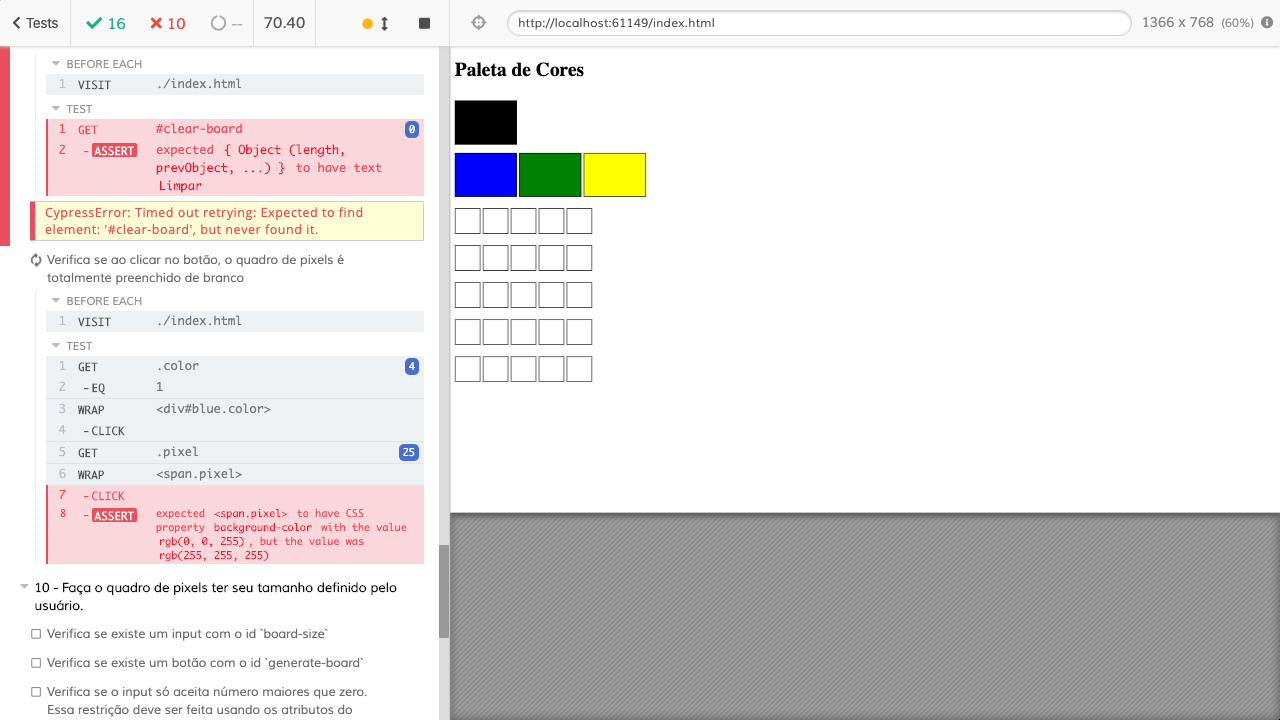 Tests
16
10
--
70.40
http://localhost:61149/index.html
1366 x 768 (60%)
BEFORE EACH
1 VISIT ./index.html
TEST
1 GET #clear-board 0
2 - ASSERT expected { Object (length,
prevObject, ...) } to have text
Limpar
CypressError: Timed out retrying: Expected to find
element: '#clear-board', but never found it.
Verifica se ao clicar no botão, o quadro de pixels é
totalmente preenchido de branco
BEFORE EACH
1 VISIT ./index.html
TEST
1 GET .color 4
2 - EQ 1
3 WRAP <div#blue.color>
4 - CLICK
5 GET .pixel 25
6 WRAP <span.pixel>
7 - CLICK
8 - ASSERT expected <span.pixel> to have CSS
property background-color with the value
rgb(0, 0, 255), but the value was
rgb(255, 255, 255)
10 - Faça o quadro de pixels ter seu tamanho definido pelo
usuário.
Verifica se existe um input com o id `board-size`
Verifica se existe um botão com o id `generate-board`
Verifica se o input só aceita número maiores que zero.
Essa restrição deve ser feita usando os atributos do
Paleta de Cores